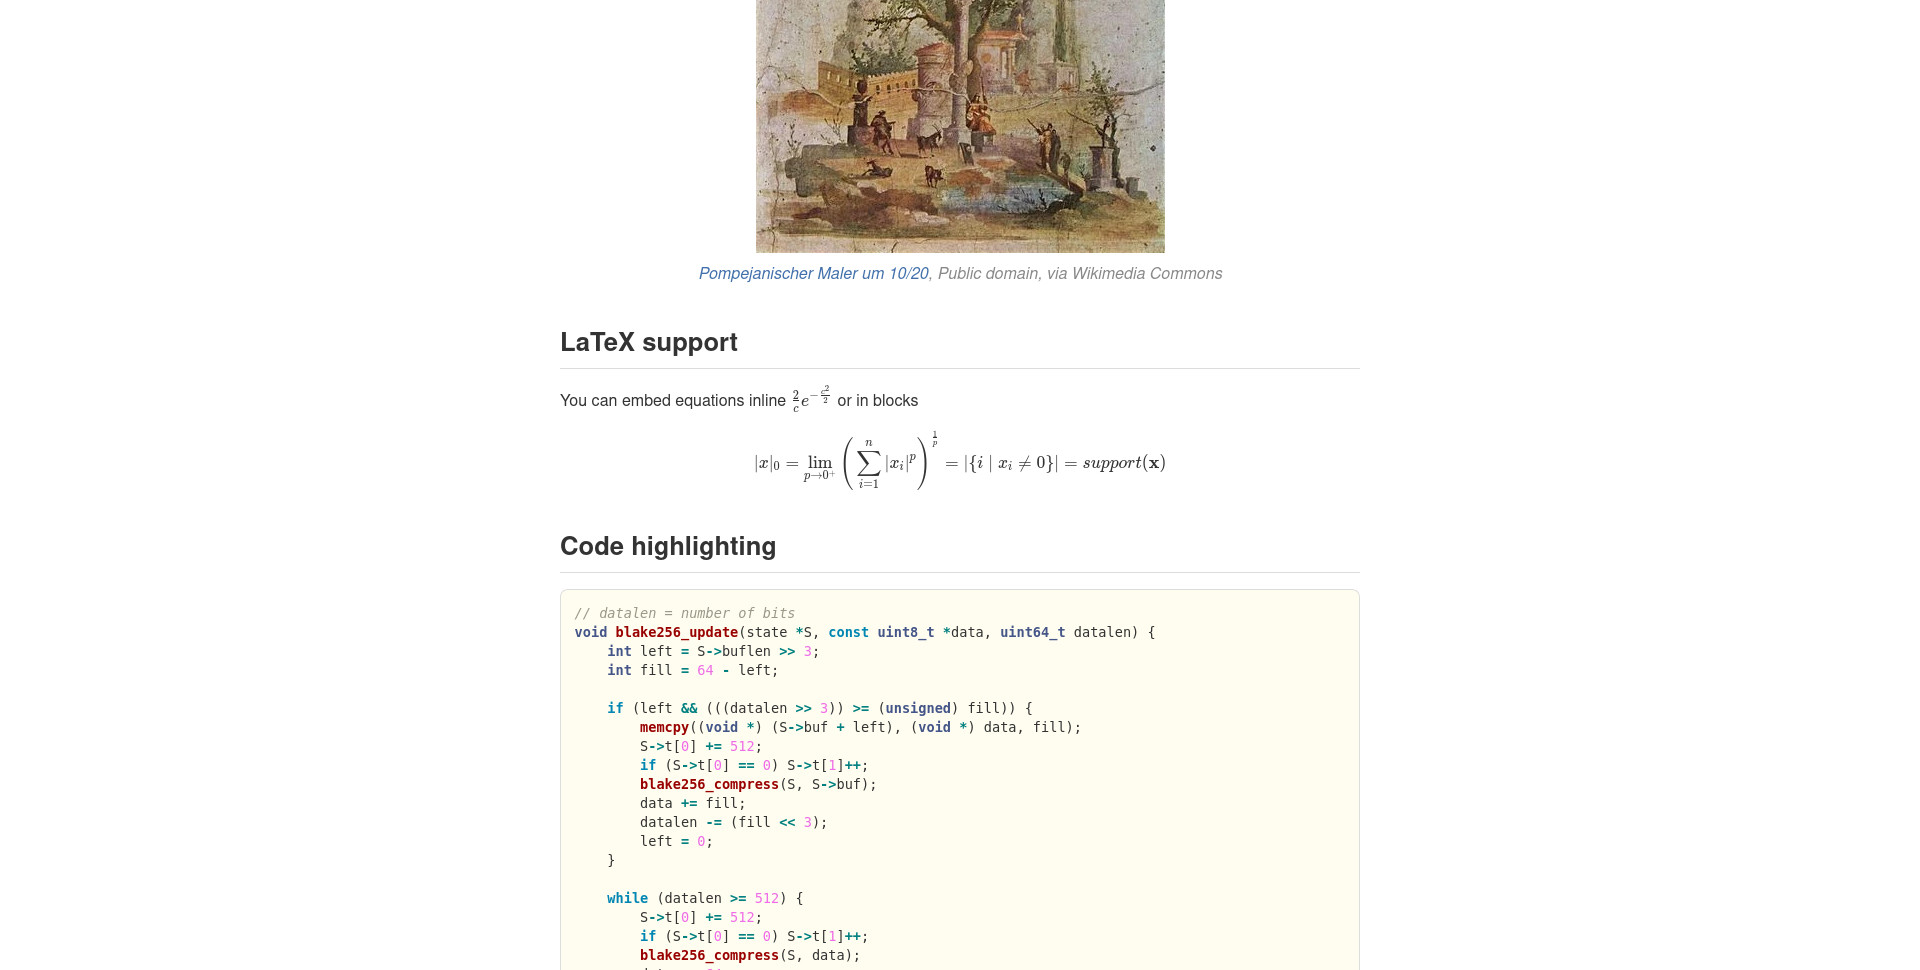 Pompejanischer Maler um 10/20, Public domain, via Wikimedia Commons
LaTeX support
You can embed equations inline $\frac{2}{c}e^{-\frac{c^2}{2}}$ or in blocks
$|x|_0 = \lim_{p \to 0^+} \left( \sum_{i=1}^{n} |x_i|^p \right)^{\frac{1}{p}} = |\{i \mid x_i \neq 0\}| = support(\mathbf{x})$
Code highlighting
// datalen = number of bits
void blake256_update(state *S, const uint8_t *data, uint64_t datalen) {
    int left = S->buflen >> 3;
    int fill = 64 - left;

    if (left && (((datalen >> 3)) >= (unsigned) fill)) {
        memcpy((void *) (S->buf + left), (void *) data, fill);
        S->t[0] += 512;
        if (S->t[0] == 0) S->t[1]++;
        blake256_compress(S, S->buf);
        data += fill;
        datalen -= (fill << 3);
        left = 0;
    }

    while (datalen >= 512) {
        S->t[0] += 512;
        if (S->t[0] == 0) S->t[1]++;
        blake256_compress(S, data);